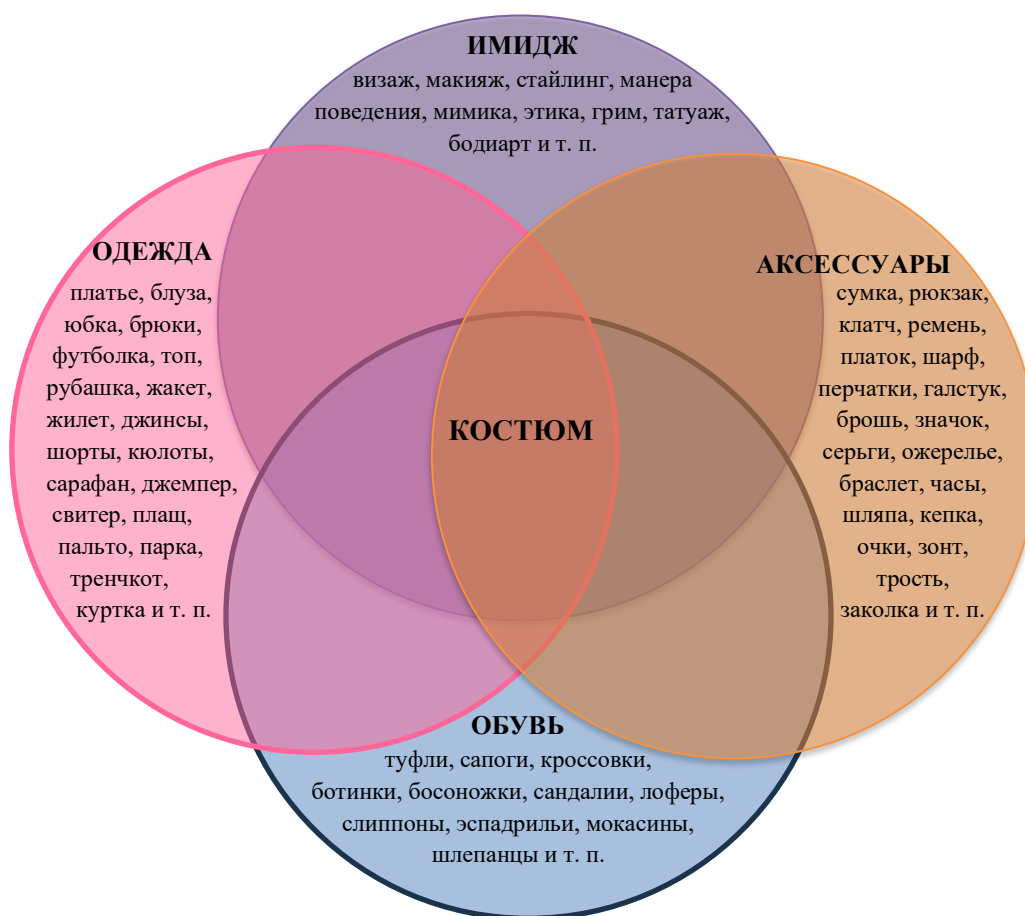 ИМИДЖ
визаж, макияж, стайлинг, манера
поведения, мимика, этика, грим, татуаж,
бодиарт и т. п.
ОДЕЖДА
платье, блуза,
юбка, брюки,
футболка, топ,
рубашка, жакет,
жилет, джинсы,
шорты, кюлоты,
сарафан, джемпер,
свитер, плащ,
пальто, парка,
тренчкот,
куртка и т. п.
АКСЕССУАРЫ
сумка, рюкзак,
клатч, ремень,
платок, шарф,
перчатки, галстук,
брошь, значок,
серьги, ожерелье,
браслет, часы,
шляпа, кепка,
очки, зонт,
трость,
заколка и т. п.
КОСТЮМ
ОБУВЬ
туфли, сапоги, кроссовки,
ботинки, босоножки, сандалии, лоферы,
слиппоны, эспадрильи, мокасины,
шлепанцы и т. п.